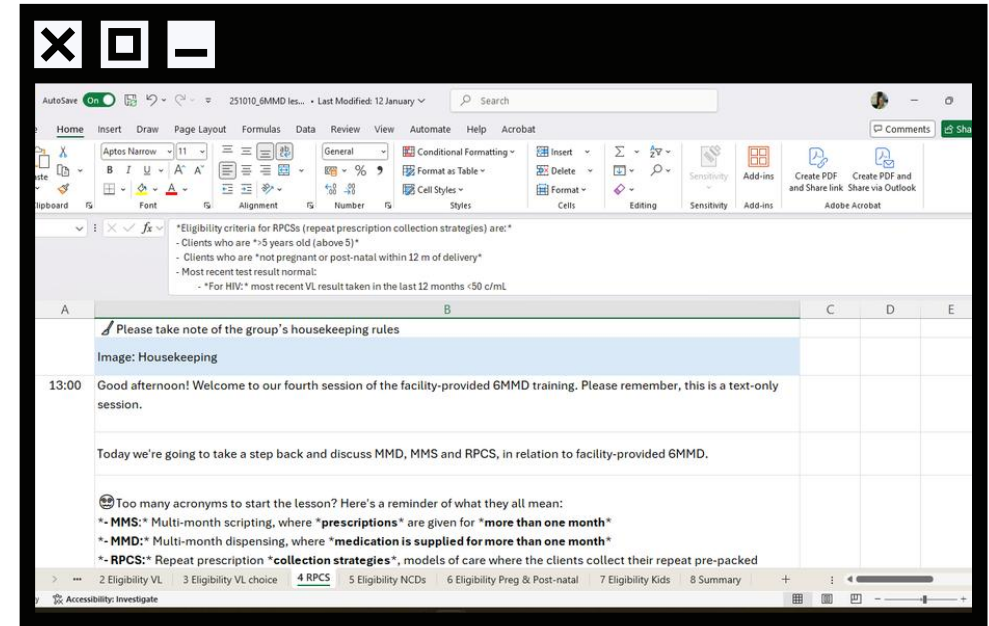 AutoSave On 251010_6MMD les... • Last Modified: 12 January Search
Home Insert Draw Page Layout Formulas Data Review View Automate Help Acrobat Comments Sha
Aptos Narrow 11 General Conditional Formatting Insert
Format as Table Delete Sensitivity Add-ins Create PDF and Share link Create PDF and Share via Outlook
B I U Cell Styles Format
Clipboard Font Alignment Number Styles Cells Editing Sensitivity Add-ins Adobe Acrobat
fx *Eligibility criteria for RPCSs (repeat prescription collection strategies) are:*
- Clients who are *>5 years old (above 5)*
- Clients who are *not pregnant or post-natal within 12 m of delivery*
- Most recent test result normal:
- *For HIV:* most recent VL result taken in the last 12 months <50 c/mL
A B C D E
Please take note of the group's housekeeping rules
Image: Housekeeping
13:00 Good afternoon! Welcome to our fourth session of the facility-provided 6MMD training. Please remember, this is a text-only
session.
Today we're going to take a step back and discuss MMD, MMS and RPCS, in relation to facility-provided 6MMD.
Too many acronyms to start the lesson? Here's a reminder of what they all mean:
*- MMS:* Multi-month scripting, where *prescriptions* are given for *more than one month*
*- MMD:* Multi-month dispensing, where *medication is supplied for more than one month*
*- RPCS:* Repeat prescription *collection strategies*, models of care where the clients collect their repeat pre-packed
2 Eligibility VL 3 Eligibility VL choice 4 RPCS 5 Eligibility NCDs 6 Eligibility Preg & Post-natal 7 Eligibility Kids 8 Summary
Accessibility: Investigate